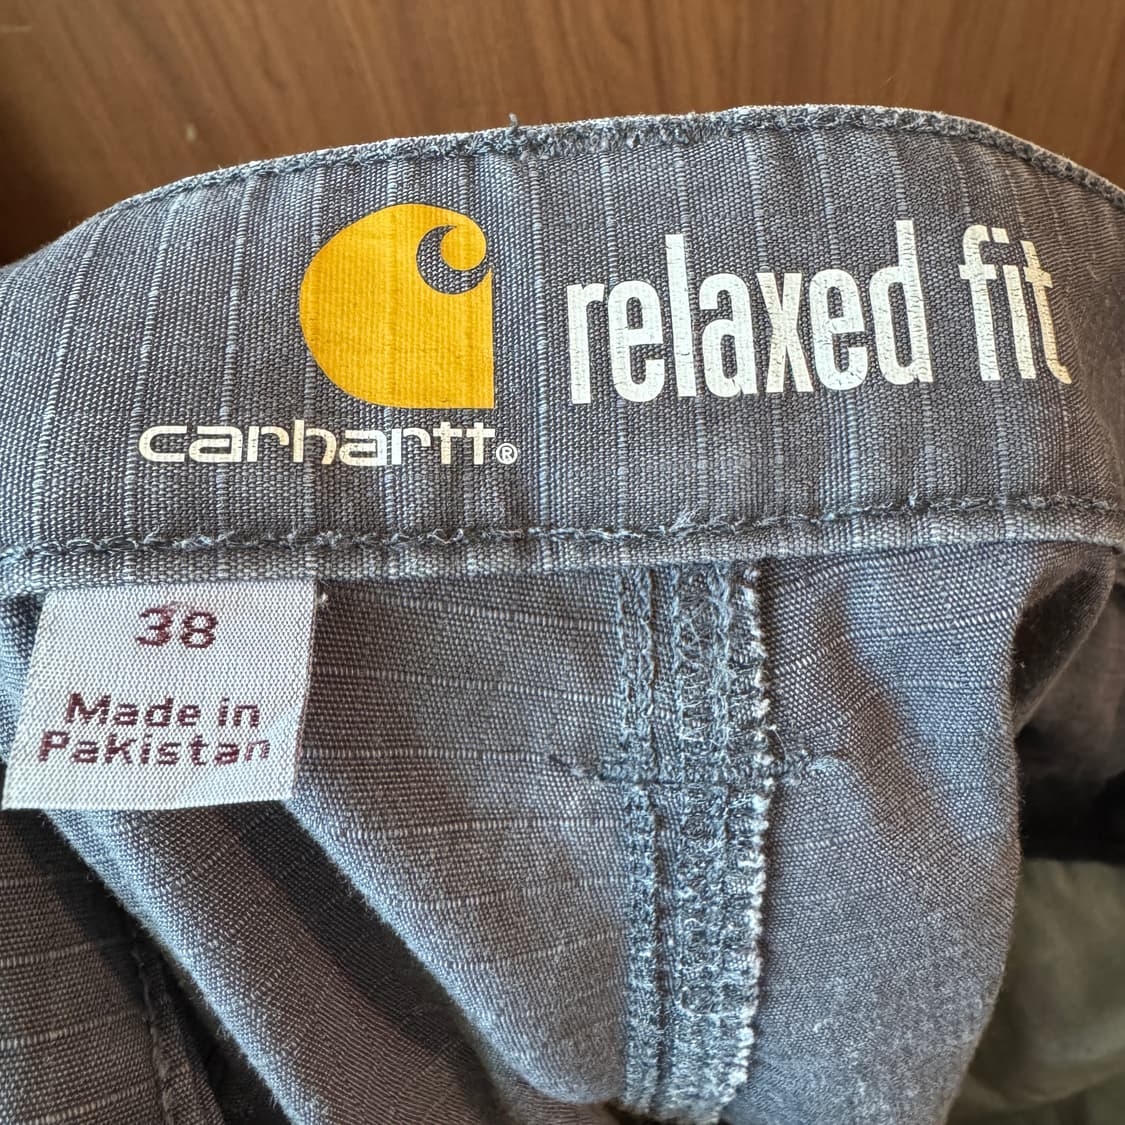 relaxed fit
carhartt®
38
Made in
Pakistan